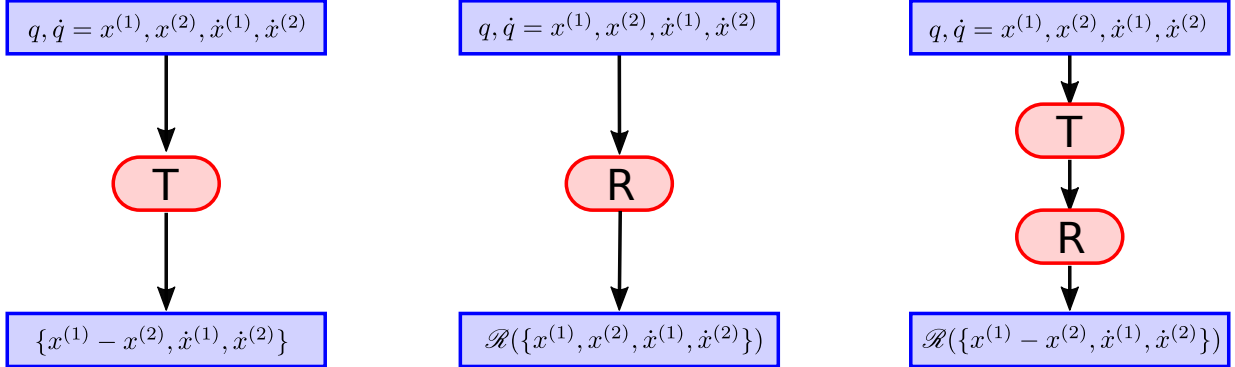 q, q̇ = x⁽¹⁾, x⁽²⁾, ẋ⁽¹⁾, ẋ⁽²⁾
T
{x⁽¹⁾ − x⁽²⁾, ẋ⁽¹⁾, ẋ⁽²⁾}
q, q̇ = x⁽¹⁾, x⁽²⁾, ẋ⁽¹⁾, ẋ⁽²⁾
R
ℛ({x⁽¹⁾, x⁽²⁾, ẋ⁽¹⁾, ẋ⁽²⁾})
q, q̇ = x⁽¹⁾, x⁽²⁾, ẋ⁽¹⁾, ẋ⁽²⁾
T
R
ℛ({x⁽¹⁾ − x⁽²⁾, ẋ⁽¹⁾, ẋ⁽²⁾})